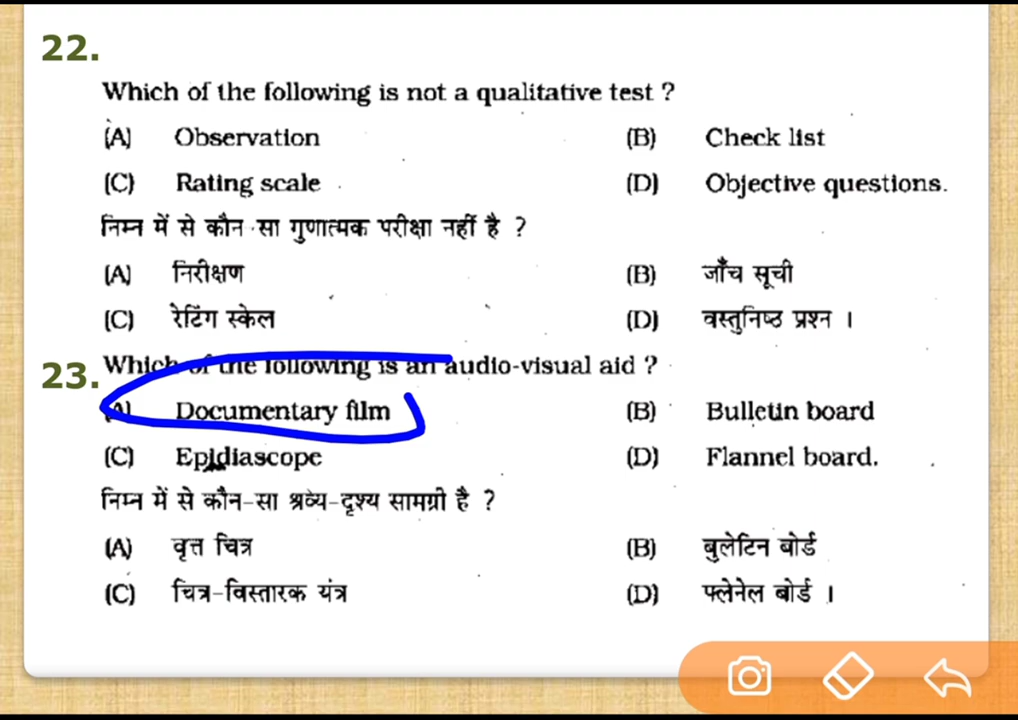 22.
Which of the following is not a qualitative test ?
(A) Observation (B) Check list
(C) Rating scale (D) Objective questions.
निम्न में से कौन-सा गुणात्मक परीक्षा नहीं है ?
(A) निरीक्षण (B) जाँच सूची
(C) रेटिंग स्केल (D) वस्तुनिष्ठ प्रश्न ।
23. Which of the following is an audio-visual aid ?
(A) Documentary film (B) Bulletin board
(C) Epidiascope (D) Flannel board.
निम्न में से कौन-सा श्रव्य-दृश्य सामग्री है ?
(A) वृत्त चित्र (B) बुलेटिन बोर्ड
(C) चित्र-विस्तारक यंत्र (D) फ्लेनेल बोर्ड ।